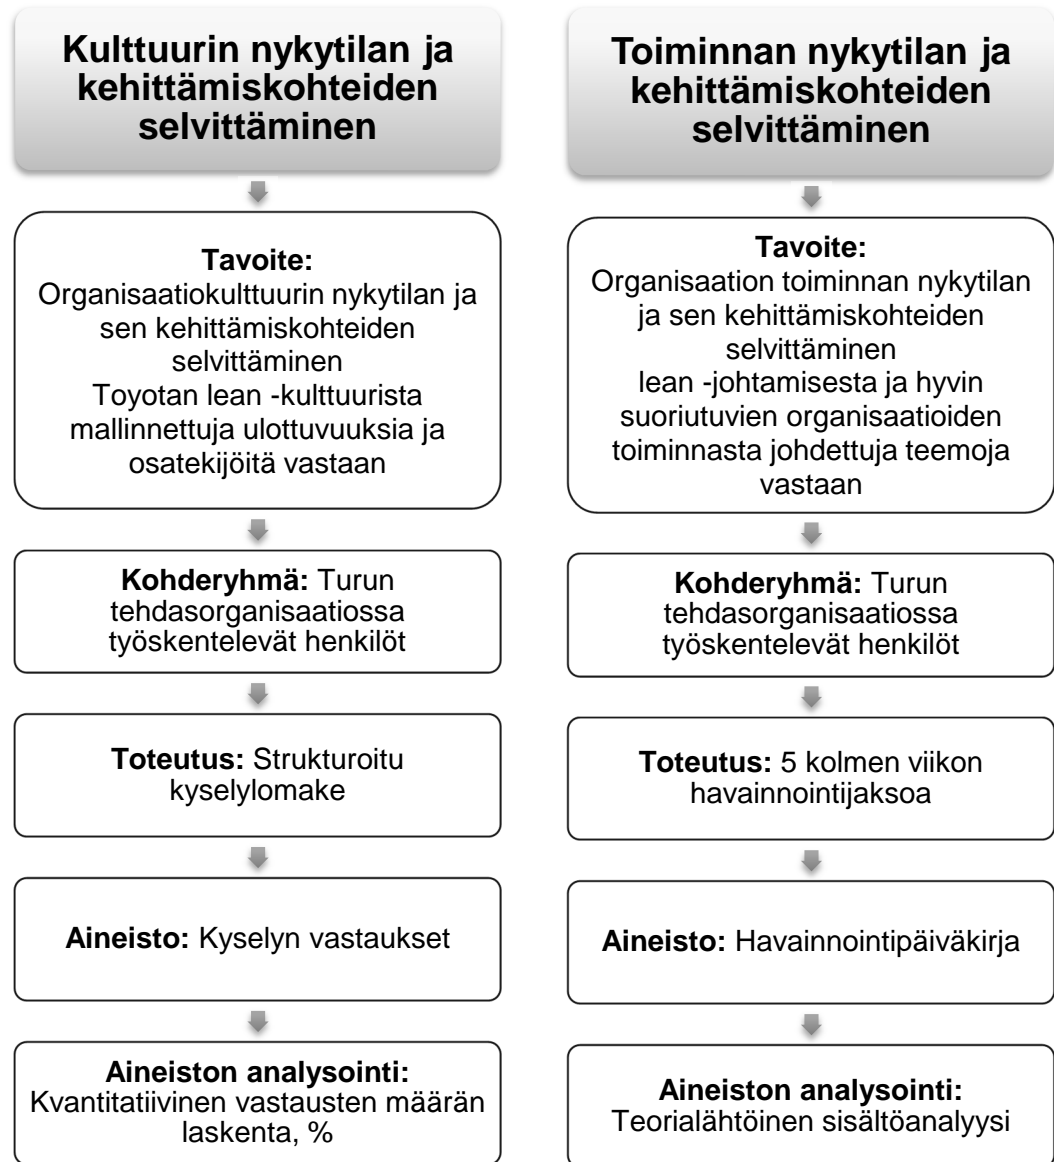 Kulttuurin nykytilan ja
kehittämiskohteiden
selvittäminen
Tavoite:
Organisaatiokulttuurin nykytilan ja
sen kehittämiskohteiden
selvittäminen
Toyotan lean -kulttuurista
mallinnettuja ulottuvuuksia ja
osatekijöitä vastaan
Kohderyhmä: Turun
tehdasorganisaatiossa
työskentelevät henkilöt
Toteutus: Strukturoitu
kyselylomake
Aineisto: Kyselyn vastaukset
Aineiston analysointi:
Kvantitatiivinen vastausten määrän
laskenta, %
Toiminnan nykytilan ja
kehittämiskohteiden
selvittäminen
Tavoite:
Organisaation toiminnan nykytilan
ja sen kehittämiskohteiden
selvittäminen
lean -johtamisesta ja hyvin
suoriutuvien organisaatioiden
toiminnasta johdettuja teemoja
vastaan
Kohderyhmä: Turun
tehdasorganisaatiossa
työskentelevät henkilöt
Toteutus: 5 kolmen viikon
havainnointijaksoa
Aineisto: Havainnointipäiväkirja
Aineiston analysointi:
Teorialähtöinen sisältöanalyysi